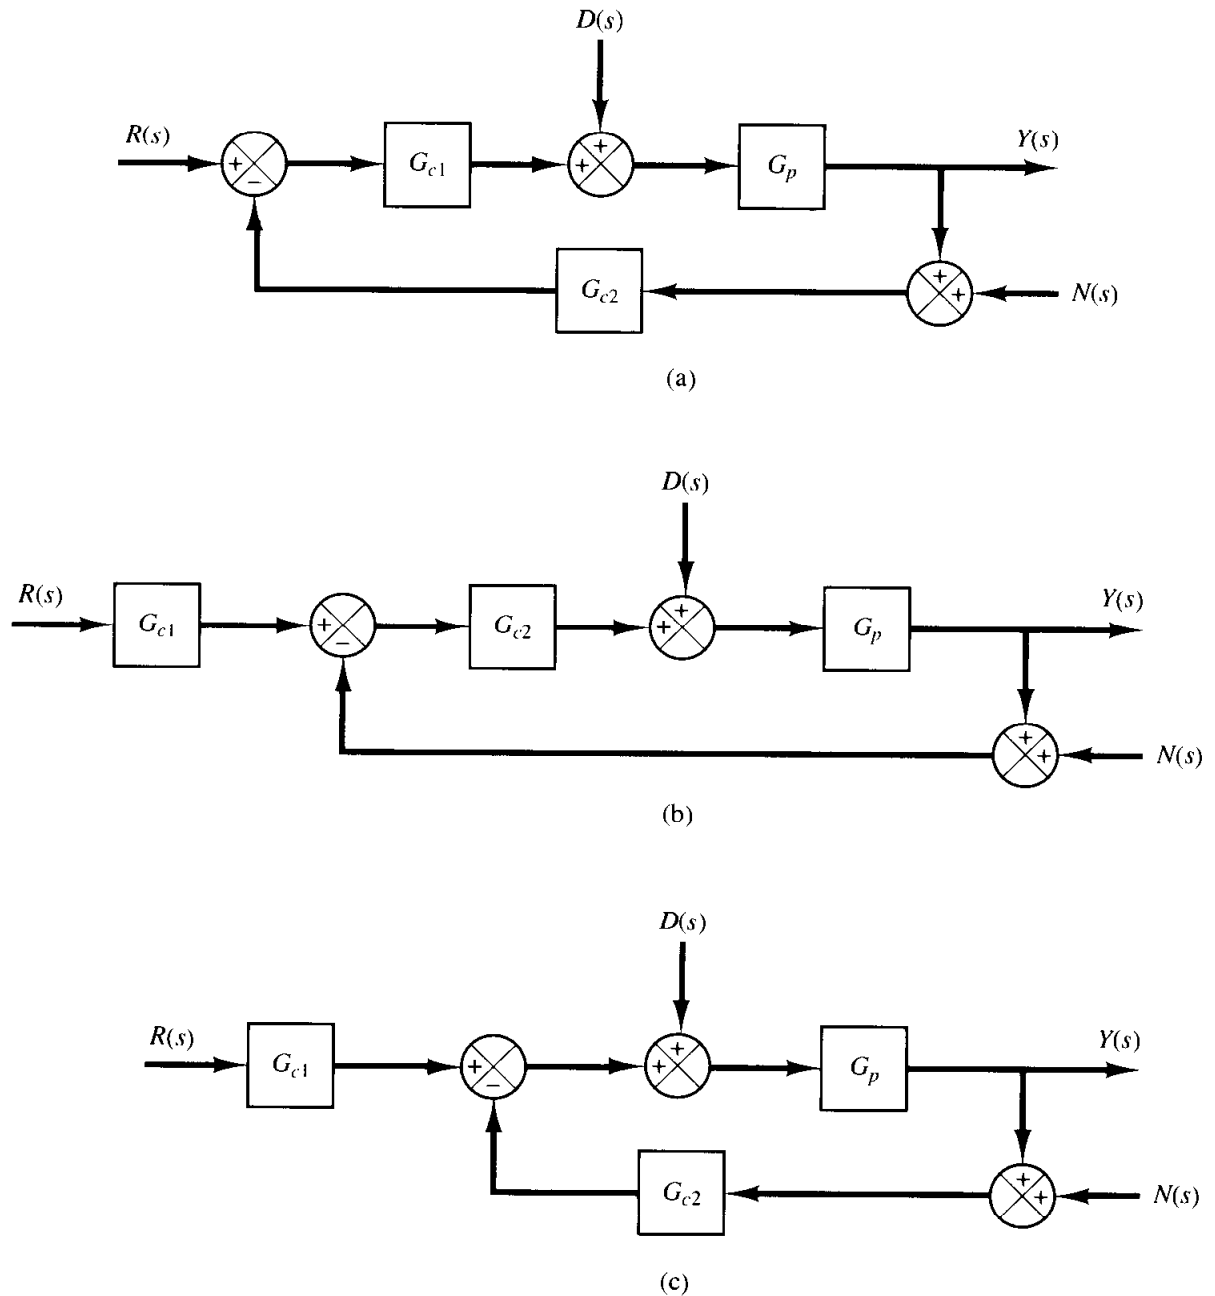 D(s)
R(s)
+
−
G_{c1}
+
+
G_p
Y(s)
G_{c2}
+
+
N(s)
(a)
D(s)
R(s)
G_{c1}
+
−
G_{c2}
+
+
G_p
Y(s)
+
+
N(s)
(b)
D(s)
R(s)
G_{c1}
+
−
+
+
G_p
Y(s)
G_{c2}
+
+
N(s)
(c)